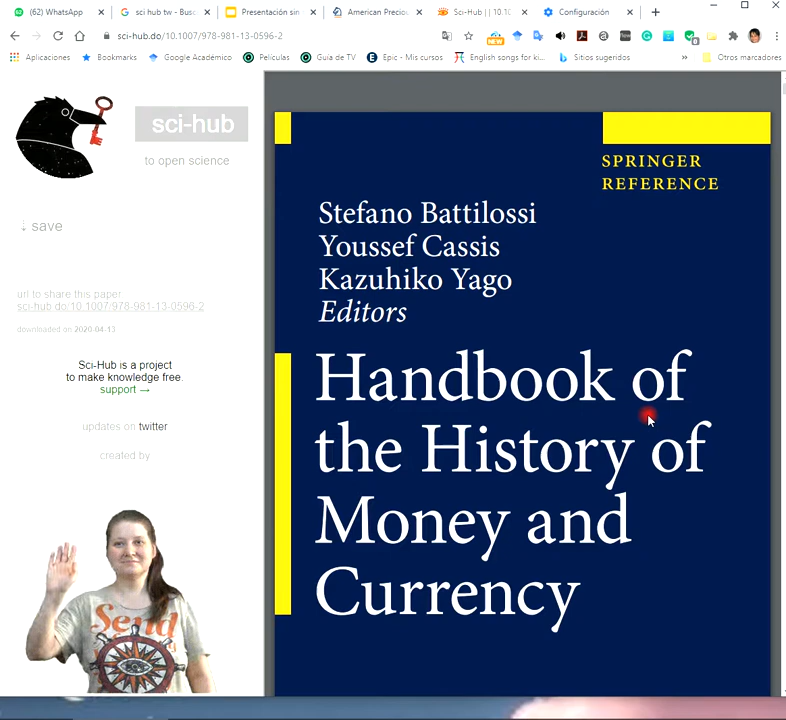 (62) WhatsApp
sci hub tw - Busc
Presentación sin
American Precioc
Sci-Hub || 10.10
Configuración
sci-hub.do/10.1007/978-981-13-0596-2
NEW
Aplicaciones
Bookmarks
Google Académico
Películas
Guía de TV
Epic - Mis cursos
English songs for ki...
Sitios sugeridos
»
Otros marcadores
sci-hub
to open science
↓ save
url to share this paper:
sci-hub.do/10.1007/978-981-13-0596-2
downloaded on 2020-04-13
Sci-Hub is a project
to make knowledge free.
support →
updates on twitter
created by
Send
SPRINGER
REFERENCE
Stefano Battilossi
Youssef Cassis
Kazuhiko Yago
Editors
Handbook of
the History of
Money and
Currency